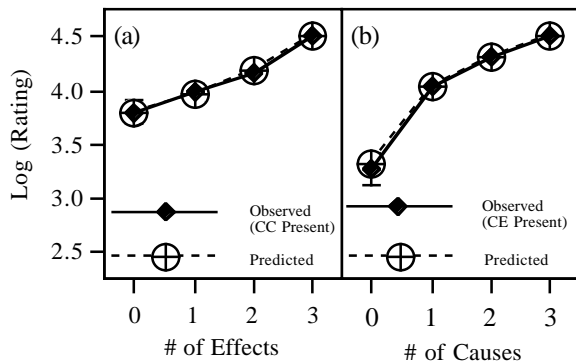 (a)
(b)
4.5
4.0
3.5
3.0
2.5
Log (Rating)
Observed
(CC Present)
Predicted
Observed
(CE Present)
Predicted
0 1 2 3
0 1 2 3
# of Effects
# of Causes